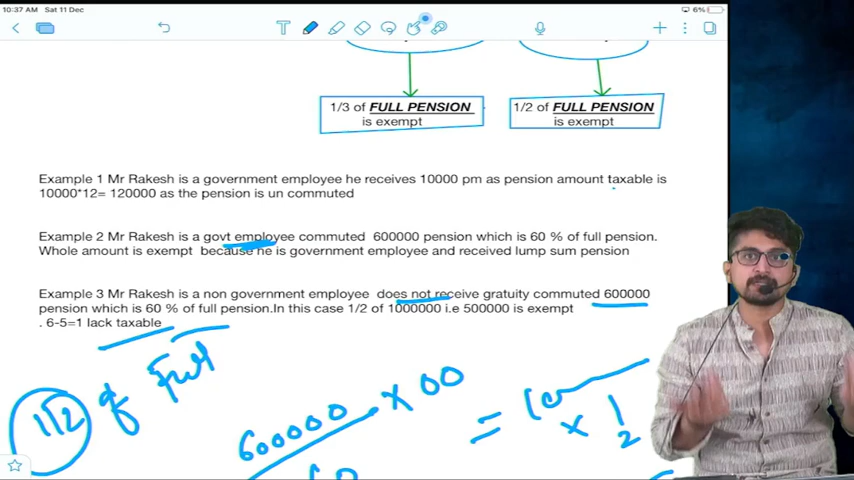 10:37 AM Sat 11 Dec
6%
1/3 of FULL PENSION
is exempt
1/2 of FULL PENSION
is exempt
Example 1 Mr Rakesh is a government employee he receives 10000 pm as pension amount taxable is
10000*12= 120000 as the pension is un commuted
Example 2 Mr Rakesh is a govt employee commuted 600000 pension which is 60 % of full pension.
Whole amount is exempt because he is government employee and received lump sum pension
Example 3 Mr Rakesh is a non government employee does not receive gratuity commuted 600000
pension which is 60 % of full pension.In this case 1/2 of 1000000 i.e 500000 is exempt
. 6-5=1 lack taxable
1/2 of Full
600000 x 00
60
= 10
x 1
2